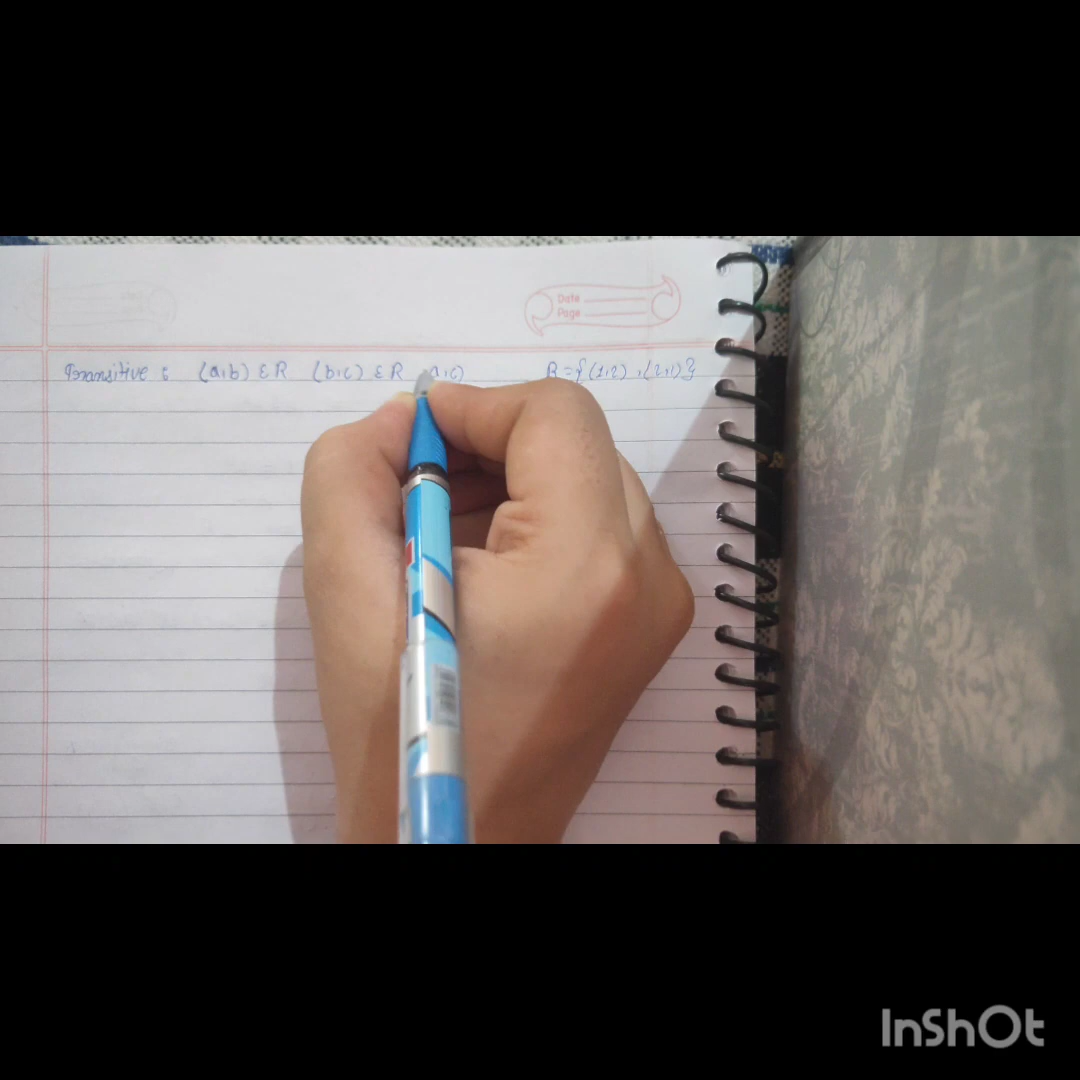 Date
Page
Transitive : (a,b) ε R (b,c) ε R (a,c) R = {(1,2) ,(2,1)}
InShOt